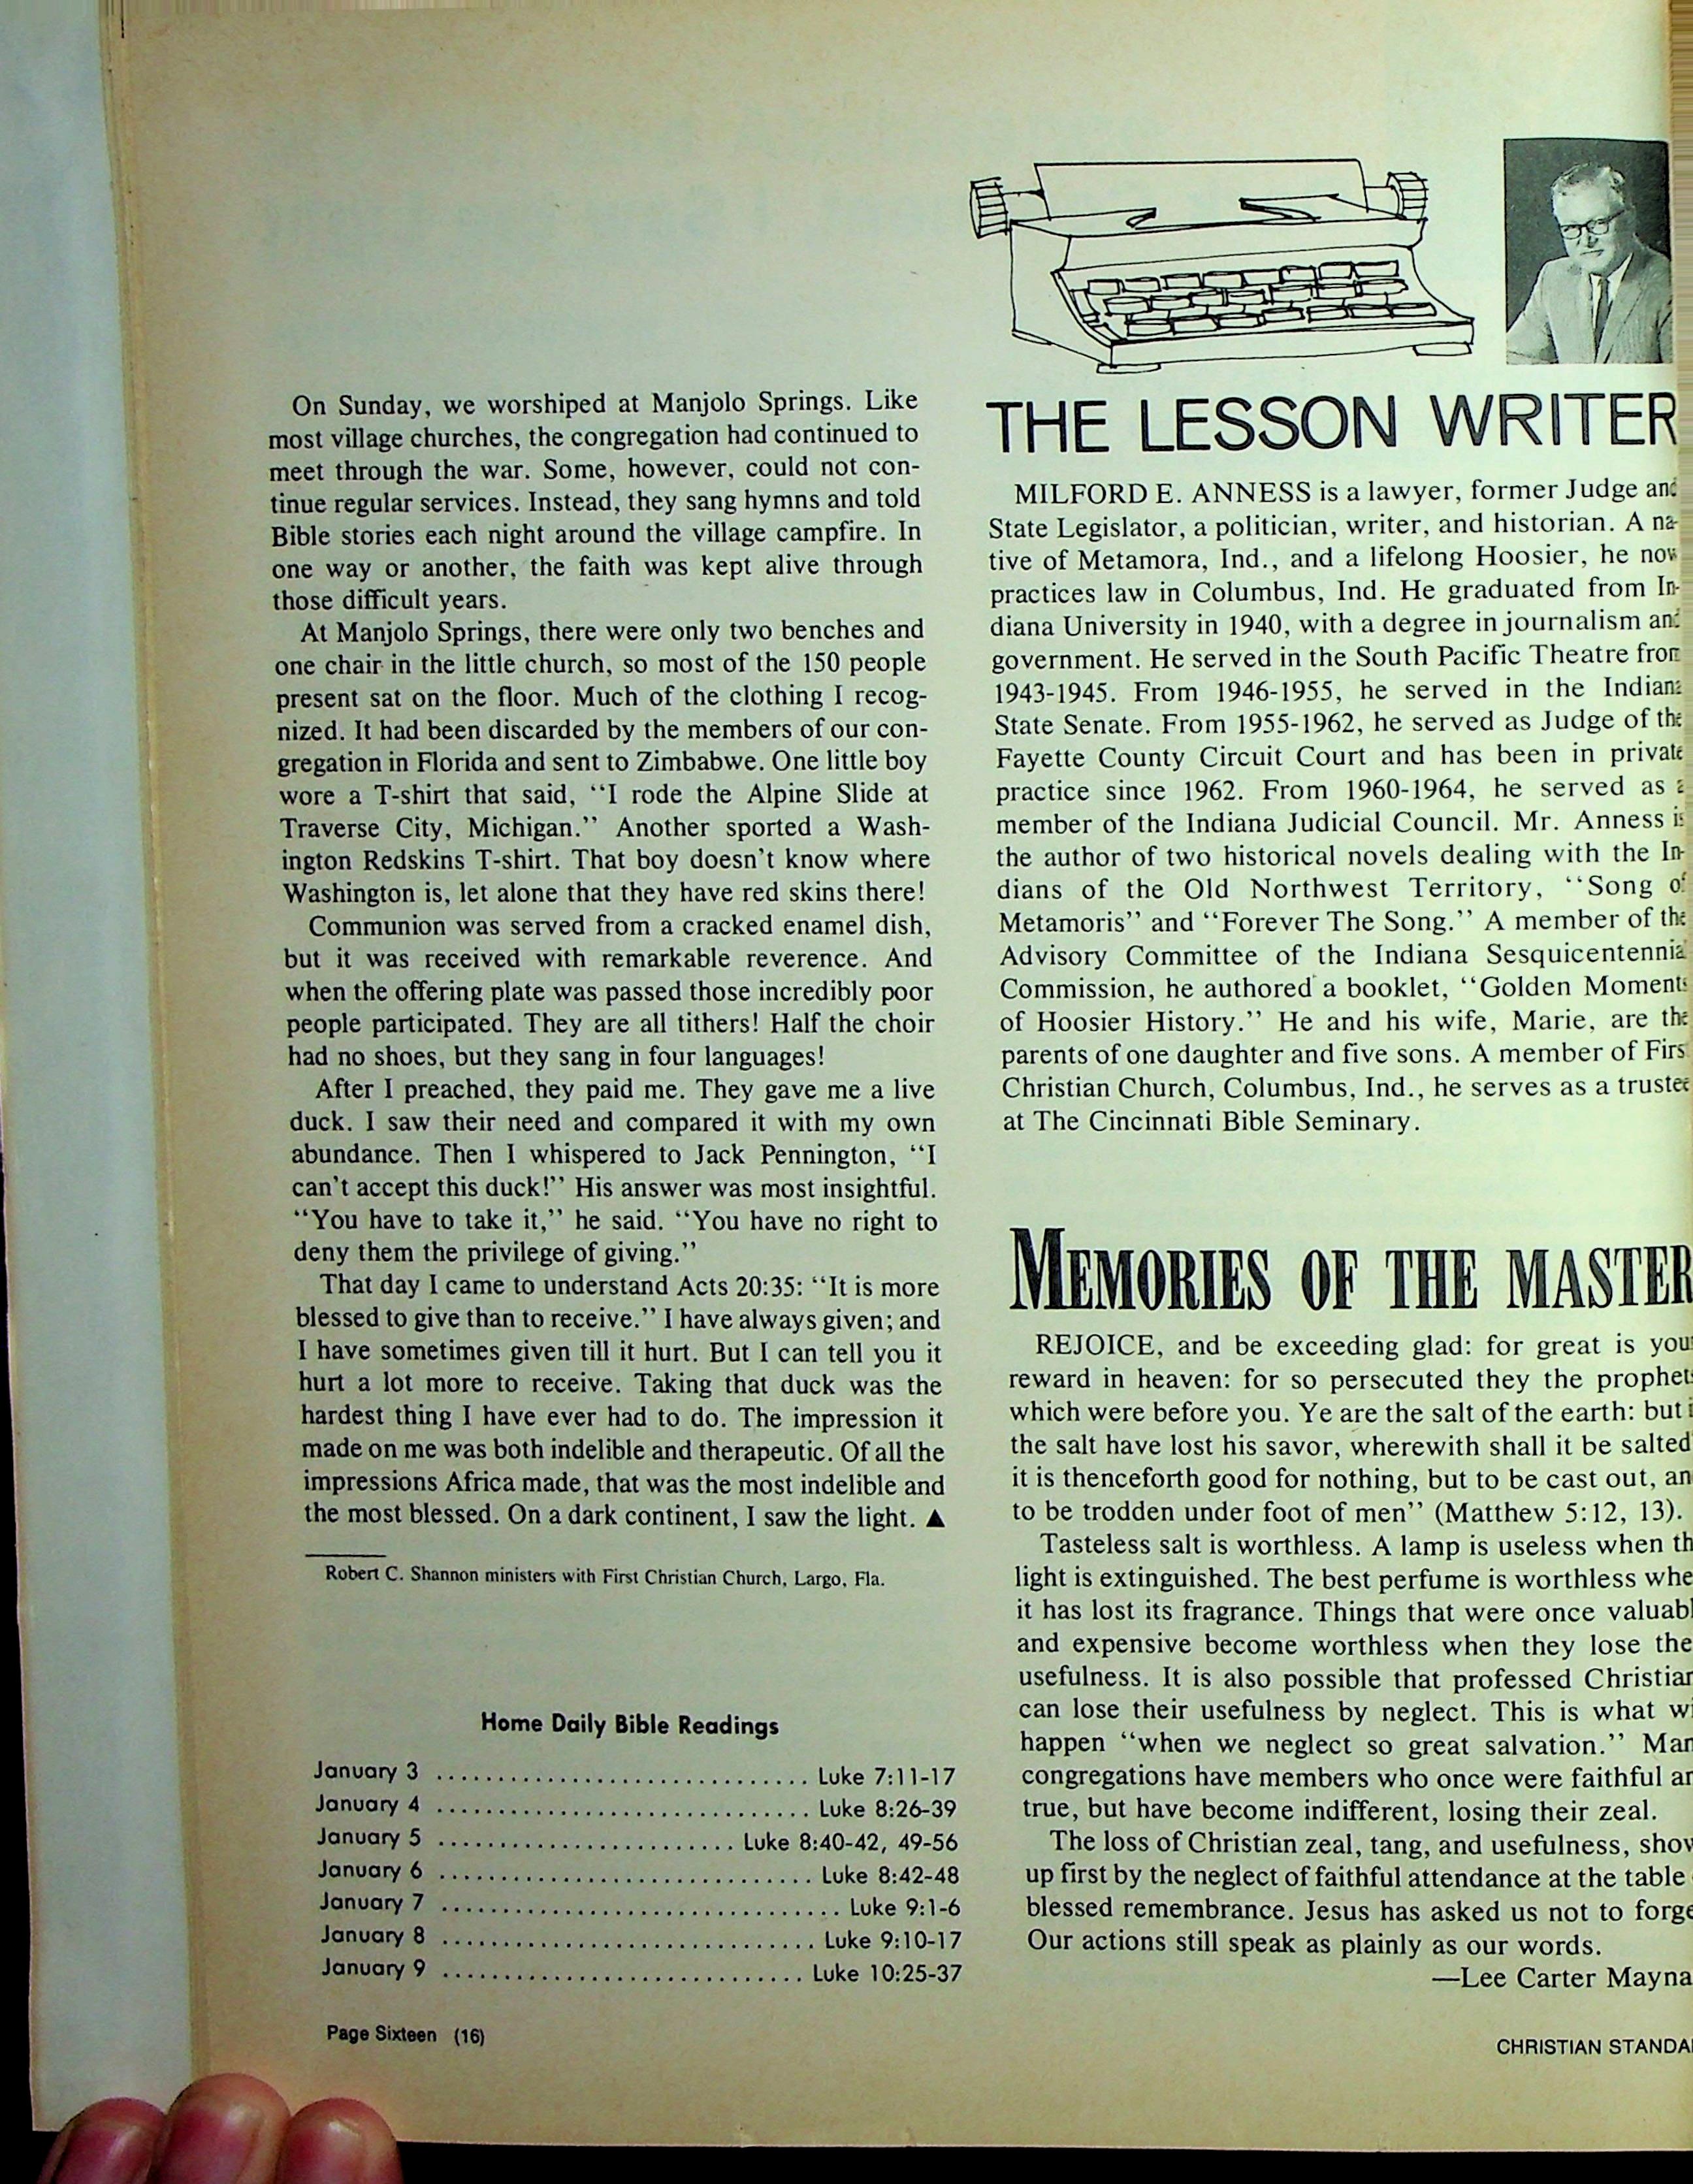 On Sunday, we worshiped at Manjolo Springs. Like
most village churches, the congregation had continued to
meet through the war. Some, however, could not con-
tinue regular services. Instead, they sang hymns and told
Bible stories each night around the village campfire. In
one way or another, the faith was kept alive through
those difficult years.
At Manjolo Springs, there were only two benches and
one chair in the little church, so most of the 150 people
present sat on the floor. Much of the clothing I recog-
nized. It had been discarded by the members of our con-
gregation in Florida and sent to Zimbabwe. One little boy
wore a T-shirt that said, “I rode the Alpine Slide at
Traverse City, Michigan.” Another sported a Wash-
ington Redskins T-shirt. That boy doesn't know where
Washington is, let alone that they have red skins there!
Communion was served from a cracked enamel dish,
but it was received with remarkable reverence. And
when the offering plate was passed those incredibly poor
people participated. They are all tithers! Half the choir
had no shoes, but they sang in four languages!
After I preached, they paid me. They gave me a live
duck. I saw their need and compared it with my own
abundance. Then I whispered to Jack Pennington, “I
can't accept this duck!” His answer was most insightful.
“You have to take it,” he said. “You have no right to
deny them the privilege of giving.”
That day I came to understand Acts 20:35: “It is more
blessed to give than to receive.” I have always given; and
I have sometimes given till it hurt. But I can tell you it
hurt a lot more to receive. Taking that duck was the
hardest thing I have ever had to do. The impression it
made on me was both indelible and therapeutic. Of all the
impressions Africa made, that was the most indelible and
the most blessed. On a dark continent, I saw the light. ▲
Robert C. Shannon ministers with First Christian Church, Largo, Fla.
Home Daily Bible Readings
January 3 .............................. Luke 7:11-17
January 4 .............................. Luke 8:26-39
January 5 ........................ Luke 8:40-42, 49-56
January 6 .............................. Luke 8:42-48
January 7 ................................ Luke 9:1-6
January 8 .............................. Luke 9:10-17
January 9 ............................. Luke 10:25-37
Page Sixteen (16)
THE LESSON WRITER
MILFORD E. ANNESS is a lawyer, former Judge and
State Legislator, a politician, writer, and historian. A na-
tive of Metamora, Ind., and a lifelong Hoosier, he now
practices law in Columbus, Ind. He graduated from In-
diana University in 1940, with a degree in journalism and
government. He served in the South Pacific Theatre from
1943-1945. From 1946-1955, he served in the Indiana
State Senate. From 1955-1962, he served as Judge of the
Fayette County Circuit Court and has been in private
practice since 1962. From 1960-1964, he served as a
member of the Indiana Judicial Council. Mr. Anness is
the author of two historical novels dealing with the In-
dians of the Old Northwest Territory, “Song of
Metamoris” and “Forever The Song.” A member of the
Advisory Committee of the Indiana Sesquicentennial
Commission, he authored a booklet, “Golden Moments
of Hoosier History.” He and his wife, Marie, are the
parents of one daughter and five sons. A member of Firs
Christian Church, Columbus, Ind., he serves as a trustee
at The Cincinnati Bible Seminary.
MEMORIES OF THE MASTER
REJOICE, and be exceeding glad: for great is you
reward in heaven: for so persecuted they the prophets
which were before you. Ye are the salt of the earth: but i
the salt have lost his savor, wherewith shall it be salted
it is thenceforth good for nothing, but to be cast out, an
to be trodden under foot of men” (Matthew 5:12, 13).
Tasteless salt is worthless. A lamp is useless when th
light is extinguished. The best perfume is worthless whe
it has lost its fragrance. Things that were once valuabl
and expensive become worthless when they lose the
usefulness. It is also possible that professed Christian
can lose their usefulness by neglect. This is what wi
happen “when we neglect so great salvation.” Man
congregations have members who once were faithful an
true, but have become indifferent, losing their zeal.
The loss of Christian zeal, tang, and usefulness, show
up first by the neglect of faithful attendance at the table
blessed remembrance. Jesus has asked us not to forge
Our actions still speak as plainly as our words.
—Lee Carter Mayna
CHRISTIAN STANDA